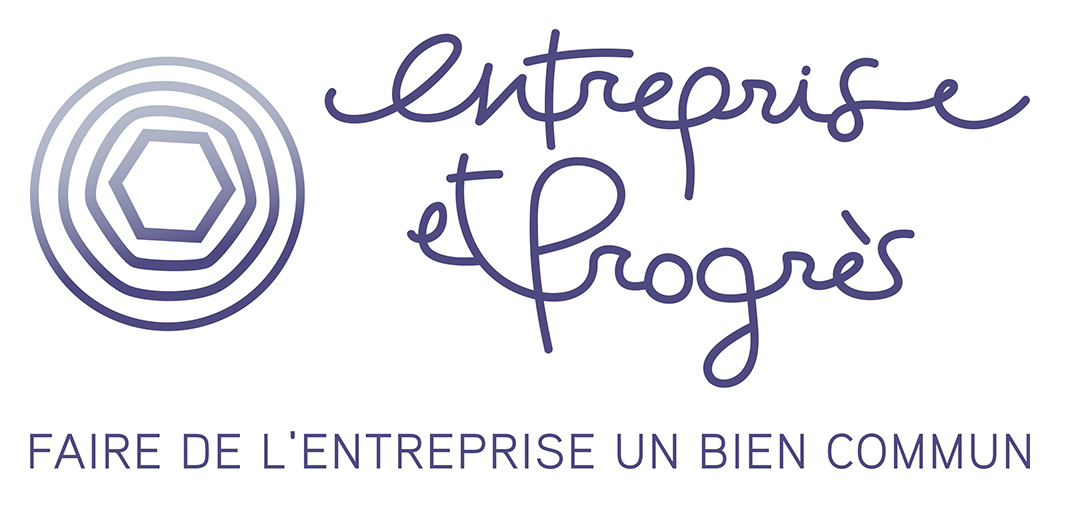 entreprise
et Progrès
FAIRE DE L'ENTREPRISE UN BIEN COMMUN